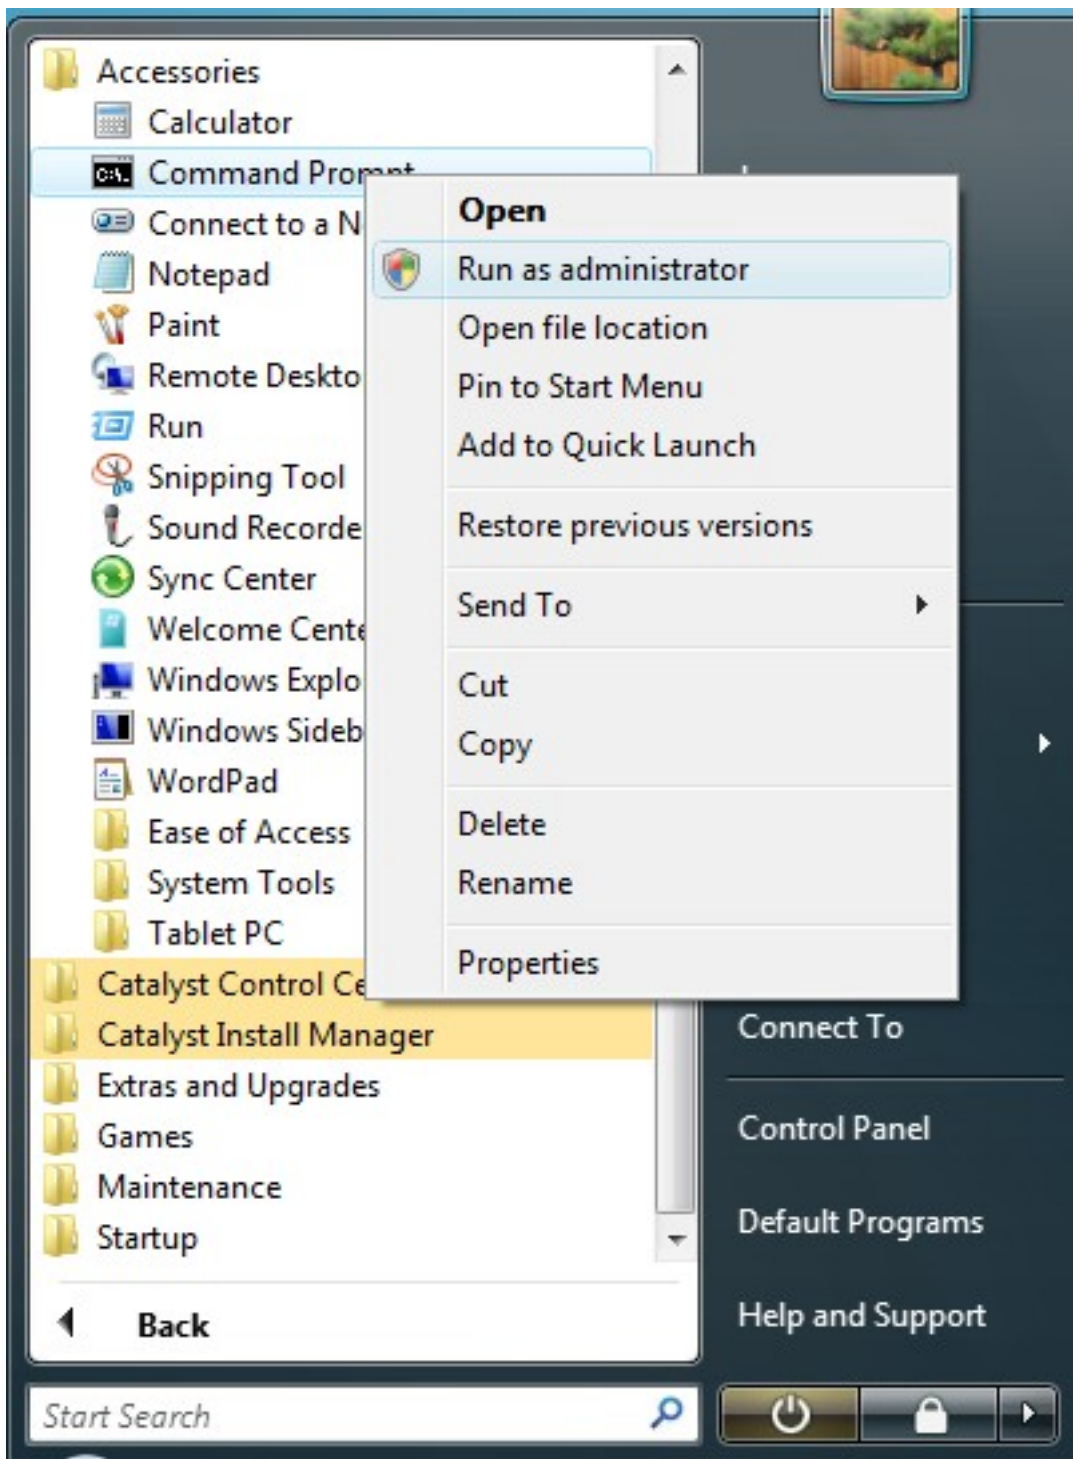 Accessories
Calculator
Command Prompt
Connect to a N
Notepad
Paint
Remote Deskto
Run
Snipping Tool
Sound Recorde
Sync Center
Welcome Cente
Windows Explo
Windows Sideb
WordPad
Ease of Access
System Tools
Tablet PC
Catalyst Control Ce
Catalyst Install Manager
Extras and Upgrades
Games
Maintenance
Startup
Back
Start Search
Open
Run as administrator
Open file location
Pin to Start Menu
Add to Quick Launch
Restore previous versions
Send To
Cut
Copy
Delete
Rename
Properties
Connect To
Control Panel
Default Programs
Help and Support